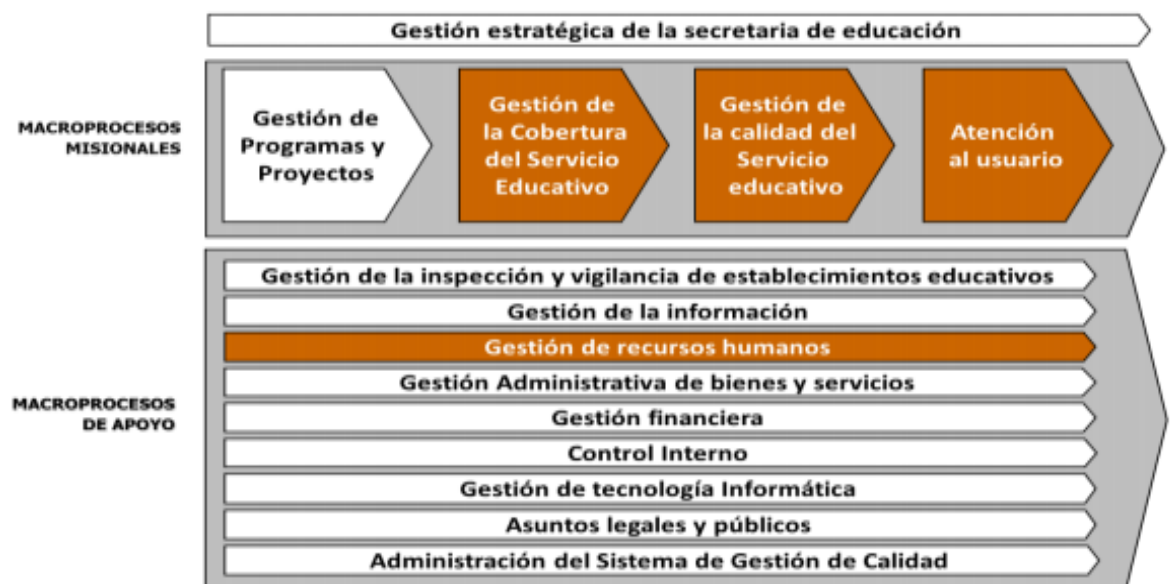 Gestión estratégica de la secretaria de educación
MACROPROCESOS
MISIONALES
Gestión de
Programas y
Proyectos
Gestión de
la Cobertura
del Servicio
Educativo
Gestión de
la calidad del
Servicio
educativo
Atención
al usuario
MACROPROCESOS
DE APOYO
Gestión de la inspección y vigilancia de establecimientos educativos
Gestión de la información
Gestión de recursos humanos
Gestión Administrativa de bienes y servicios
Gestión financiera
Control Interno
Gestión de tecnología Informática
Asuntos legales y públicos
Administración del Sistema de Gestión de Calidad